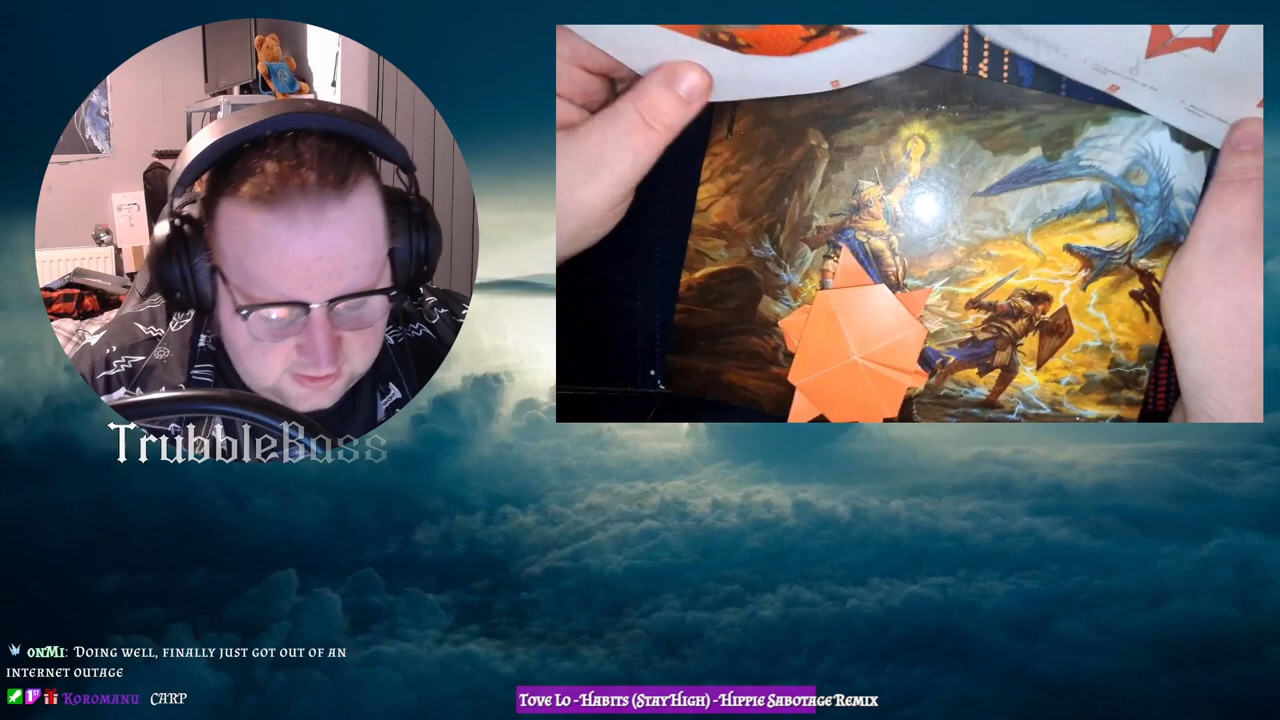 TrubbleBass
onMi: Doing well, finally just got out of an
internet outage
1ST Koromanu: CARP
Tove Lo - Habits (Stay High) - Hippie Sabotage Remix